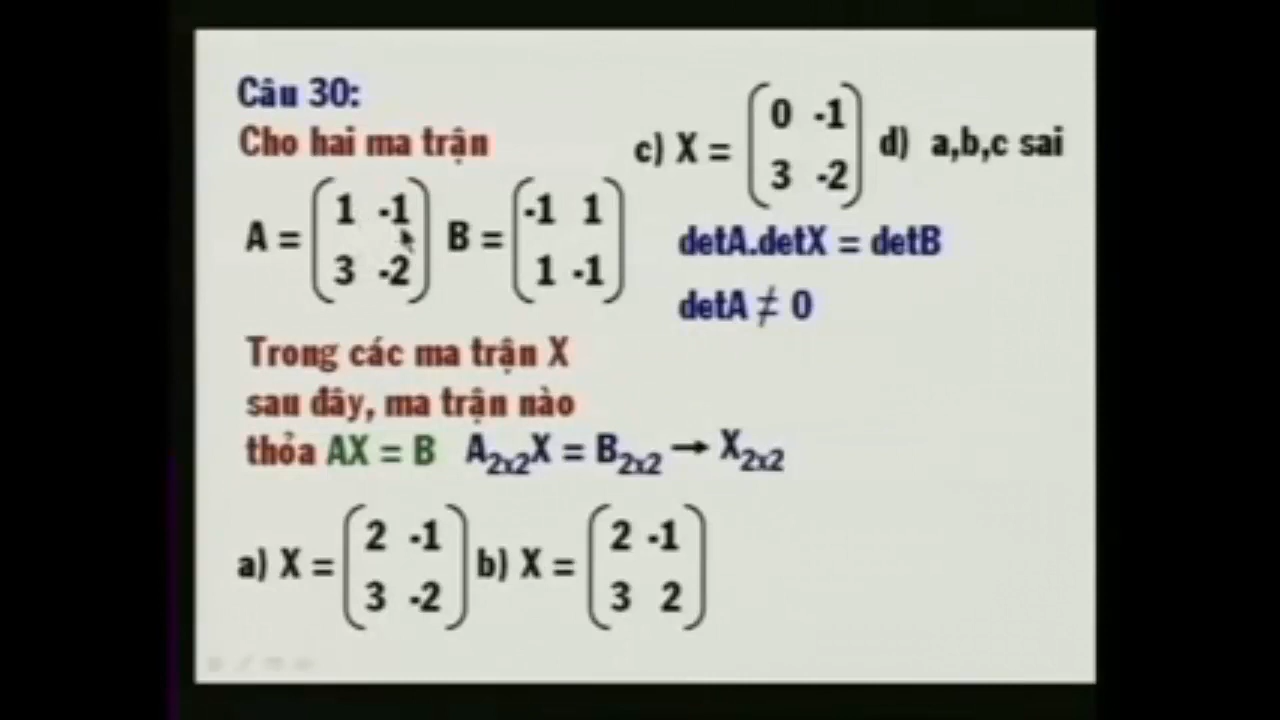 Câu 30:
Cho hai ma trận
A = ( 1 -1 ; 3 -2 ) B = ( -1 1 ; 1 -1 )
Trong các ma trận X
sau đây, ma trận nào
thỏa AX = B A2x2X = B2x2 → X2x2
a) X = ( 2 -1 ; 3 -2 ) b) X = ( 2 -1 ; 3 2 )
c) X = ( 0 -1 ; 3 -2 ) d) a,b,c sai
detA.detX = detB
detA ≠ 0